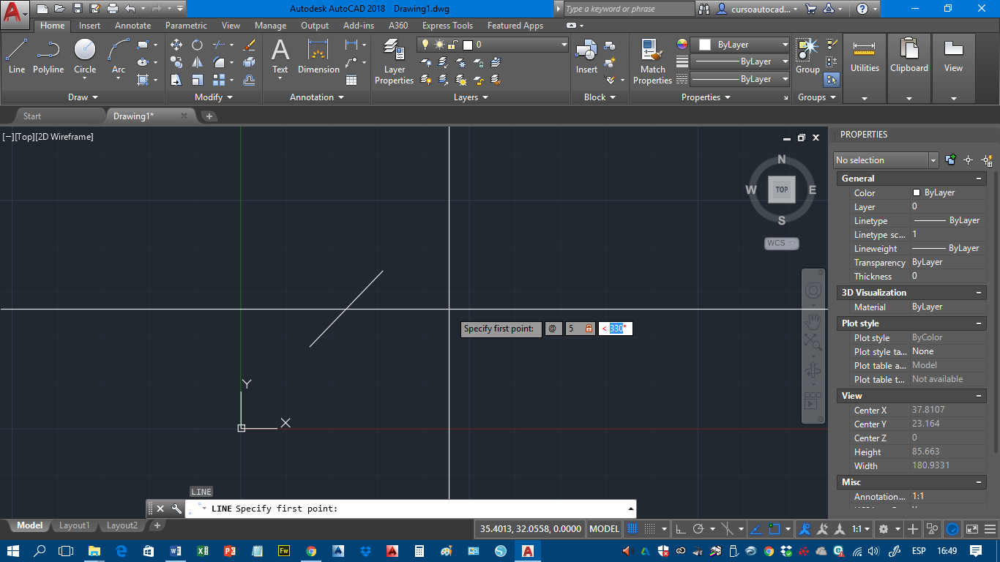 Autodesk AutoCAD 2018 Drawing1.dwg
Type a keyword or phrase
cursoautocad...
Home Insert Annotate Parametric View Manage Output Add-ins A360 Express Tools Featured Apps
Line Polyline Circle Arc
Draw
Modify
Text Dimension
Annotation
Layer Properties
0
Layers
Insert
Block
Match Properties
ByLayer
ByLayer
ByLayer
Properties
Group
Groups
Utilities
Clipboard
View
Start Drawing1*
[−][Top][2D Wireframe]
N
W TOP E
S
WCS
Specify first point: @ 5 < 330°
Y
X
LINE
LINE Specify first point:
PROPERTIES
No selection
General
Color ByLayer
Layer 0
Linetype ByLayer
Linetype sc... 1
Lineweight ByLayer
Transparency ByLayer
Thickness 0
3D Visualization
Material ByLayer
Plot style
Plot style ByColor
Plot style ta... None
Plot table a... Model
Plot table t... Not available
View
Center X 37.8107
Center Y 23.164
Center Z 0
Height 85.663
Width 180.9331
Misc
Annotation... 1:1
Model Layout1 Layout2
35.4013, 32.0558, 0.0000 MODEL 1:1
ESP 16:49